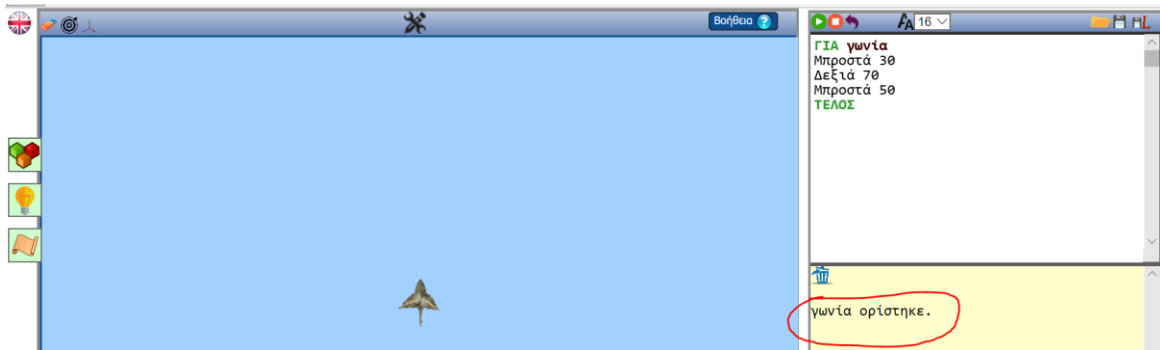 Βοήθεια ?
A A 16
L
ΓΙΑ γωνία
Μπροστά 30
Δεξιά 70
Μπροστά 50
ΤΕΛΟΣ
γωνία ορίστηκε.